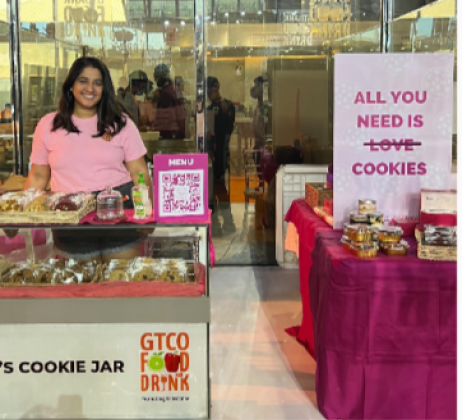 ALL YOU
NEED IS
LOVE
COOKIES
MENU
'S COOKIE JAR
GTCO
FOOD
DRINK